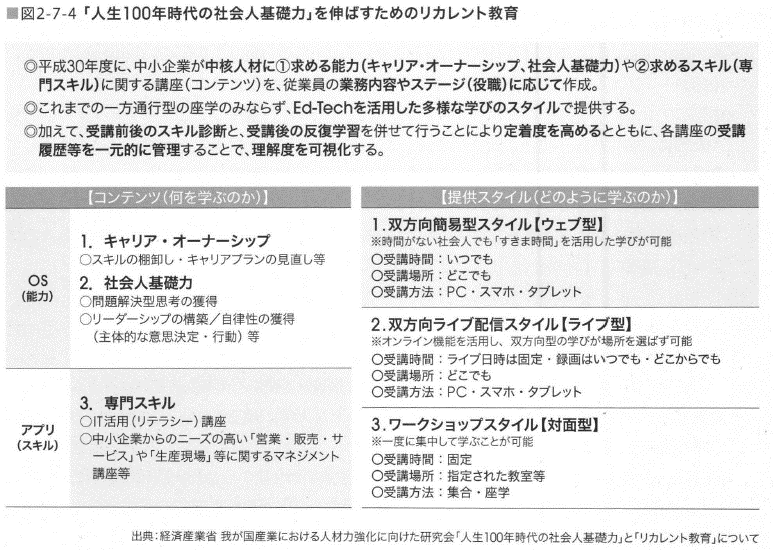 ■図2-7-4「人生100年時代の社会人基礎力」を伸ばすためのリカレント教育
◎平成30年度に、中小企業が中核人材に①求める能力（キャリア・オーナーシップ、社会人基礎力）や②求めるスキル（専
門スキル）に関する講座（コンテンツ）を、従業員の業務内容やステージ（役職）に応じて作成。
◎これまでの一方通行型の座学のみならず、Ed-Techを活用した多様な学びのスタイルで提供する。
◎加えて、受講前後のスキル診断と、受講後の反復学習を併せて行うことにより定着度を高めるとともに、各講座の受講
履歴等を一元的に管理することで、理解度を可視化する。
【コンテンツ（何を学ぶのか）】
OS
（能力）
1．キャリア・オーナーシップ
○スキルの棚卸し・キャリアプランの見直し等
2．社会人基礎力
○問題解決型思考の獲得
○リーダーシップの構築／自律性の獲得
（主体的な意思決定・行動）等
アプリ
（スキル）
3．専門スキル
○IT活用（リテラシー）講座
○中小企業からのニーズの高い「営業・販売・サ
ービス」や「生産現場」等に関するマネジメント
講座等
【提供スタイル（どのように学ぶのか）】
1.双方向簡易型スタイル【ウェブ型】
※時間がない社会人でも「すきま時間」を活用した学びが可能
○受講時間：いつでも
○受講場所：どこでも
○受講方法：PC・スマホ・タブレット
2.双方向ライブ配信スタイル【ライブ型】
※オンライン機能を活用し、双方向型の学びが場所を選ばず可能
○受講時間：ライブ日時は固定・録画はいつでも・どこからでも
○受講場所：どこでも
○受講方法：PC・スマホ・タブレット
3.ワークショップスタイル【対面型】
※一度に集中して学ぶことが可能
○受講時間：固定
○受講場所：指定された教室等
○受講方法：集合・座学
出典：経済産業省 我が国産業における人材力強化に向けた研究会「人生100年時代の社会人基礎力」と「リカレント教育」について